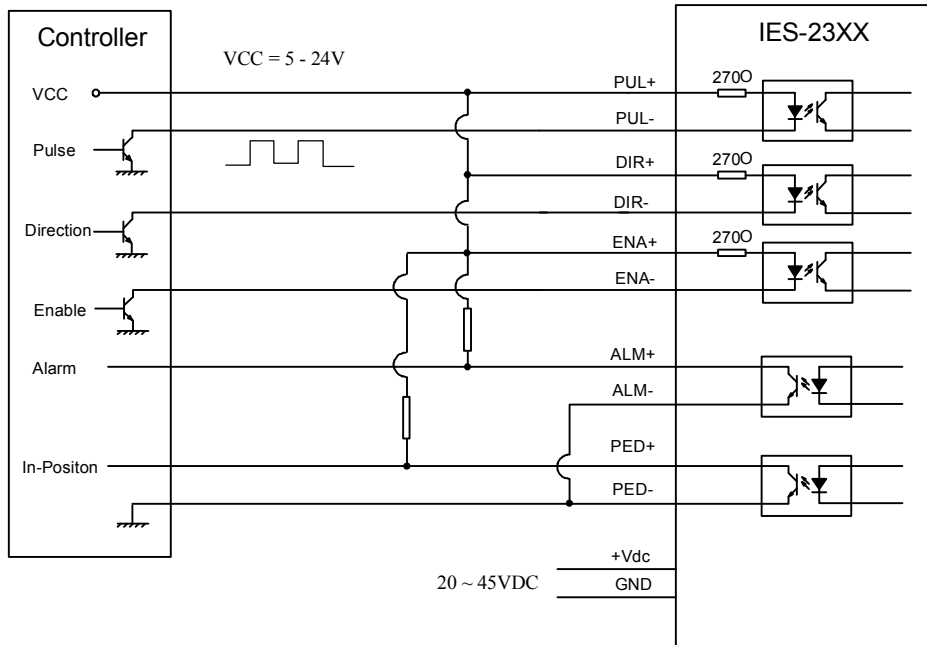 Controller
IES-23XX
VCC = 5 - 24V
VCC
PUL+
270O
PUL-
Pulse
DIR+
270O
DIR-
Direction
ENA+
270O
ENA-
Enable
ALM+
Alarm
ALM-
PED+
In-Positon
PED-
+Vdc
20 ~ 45VDC
GND